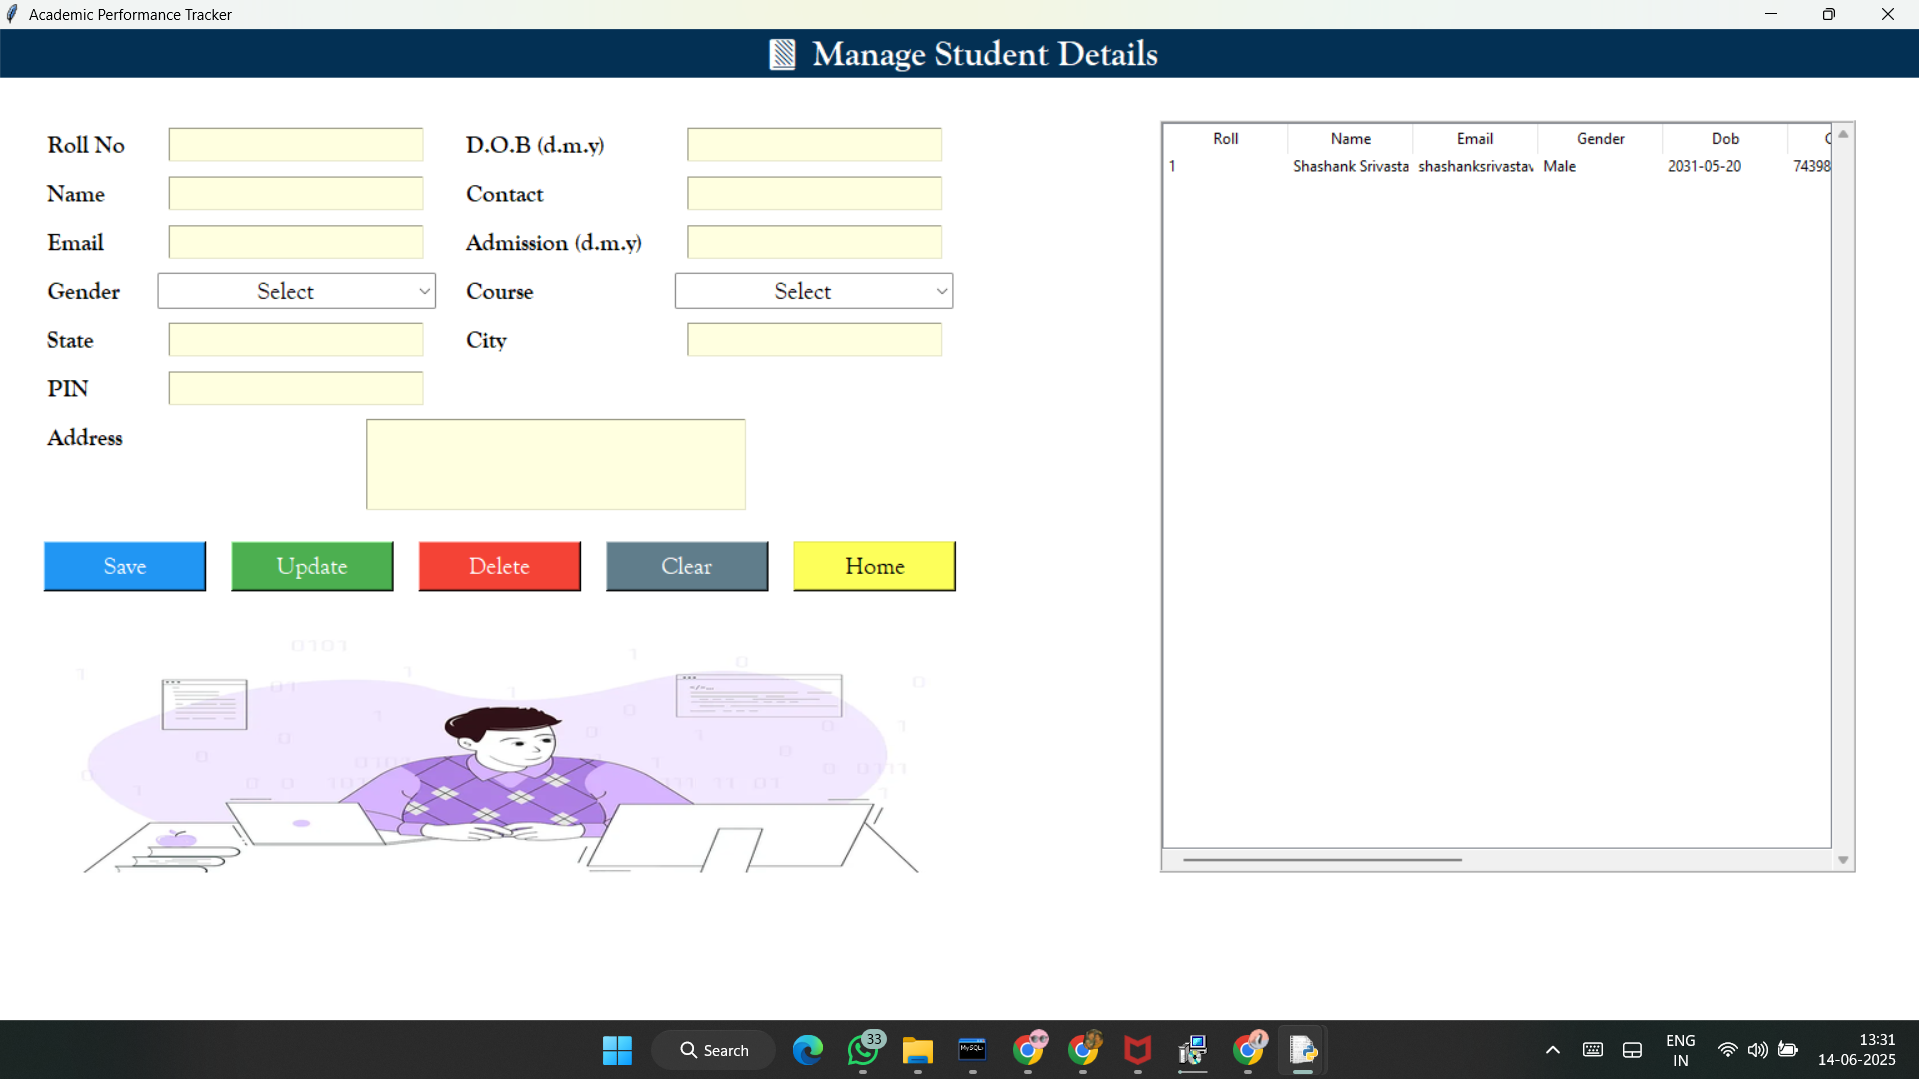 Academic Performance Tracker
Manage Student Details
Roll No
D.O.B (d.m.y)
Name
Contact
Email
Admission (d.m.y)
Gender Select
Course Select
State
City
PIN
Address
Save Update Delete Clear Home
Roll Name Email Gender Dob
1 Shashank Srivasta shashanksrivastav Male 2031-05-20 74398
0101
Search
33
MySQL
ENG
IN
13:31
14-06-2025